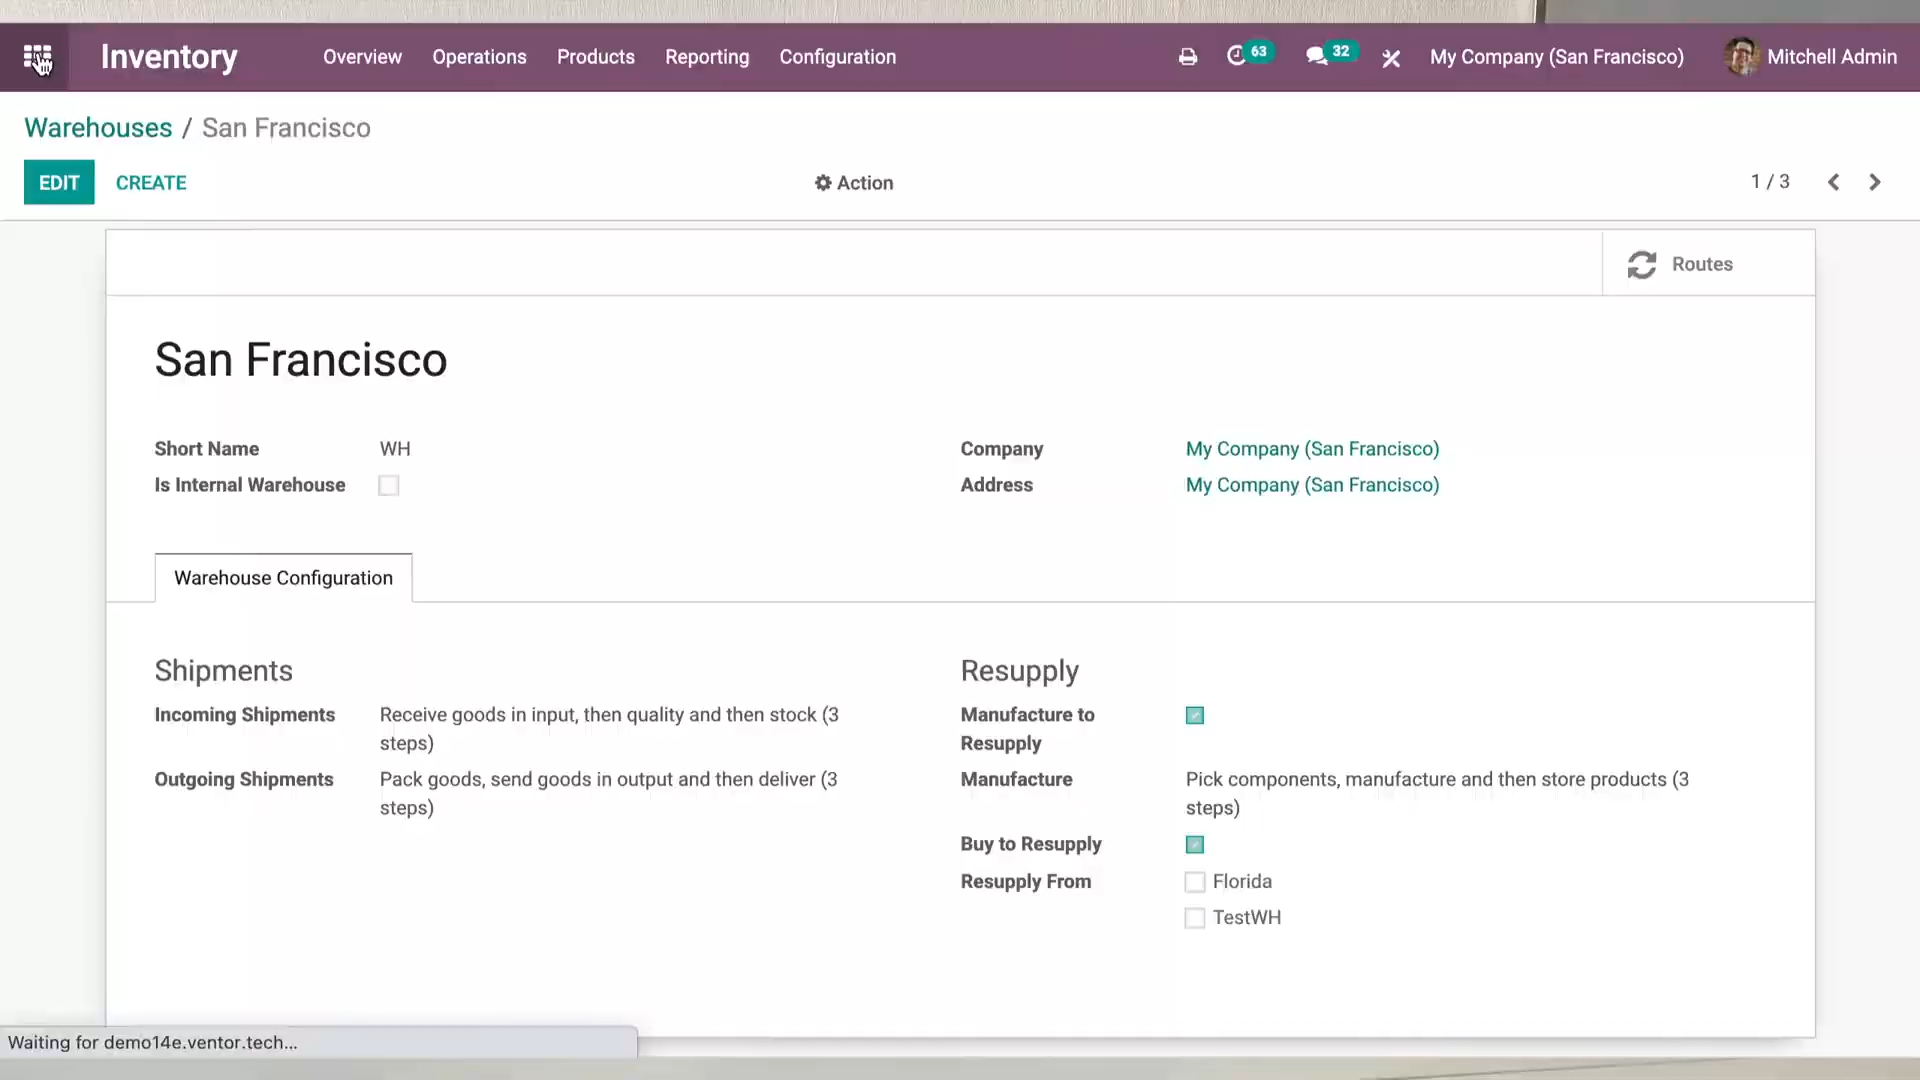 Inventory Overview Operations Products Reporting Configuration 63 32 My Company (San Francisco) Mitchell Admin
Warehouses / San Francisco
EDIT CREATE Action 1 / 3
Routes
San Francisco
Short Name WH Company My Company (San Francisco)
Is Internal Warehouse Address My Company (San Francisco)
Warehouse Configuration
Shipments
Incoming Shipments Receive goods in input, then quality and then stock (3
steps)
Outgoing Shipments Pack goods, send goods in output and then deliver (3
steps)
Resupply
Manufacture to
Resupply
Manufacture Pick components, manufacture and then store products (3
steps)
Buy to Resupply
Resupply From Florida
TestWH
Waiting for demo14e.ventor.tech...